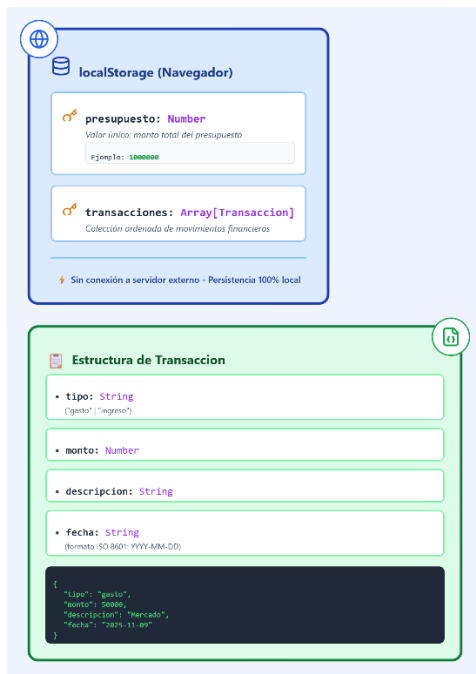 localStorage (Navegador)
presupuesto: Number
Valor único: monto total del presupuesto
Ejemplo: 1000000
transacciones: Array[Transaccion]
Colección ordenada de movimientos financieros
Sin conexión a servidor externo - Persistencia 100% local
Estructura de Transaccion
• tipo: String
("gasto" | "ingreso")
• monto: Number
• descripcion: String
• fecha: String
(formato ISO 8601: YYYY-MM-DD)
{
"tipo": "gasto",
"monto": 50000,
"descripcion": "Mercado",
"fecha": "2025-11-09"
}